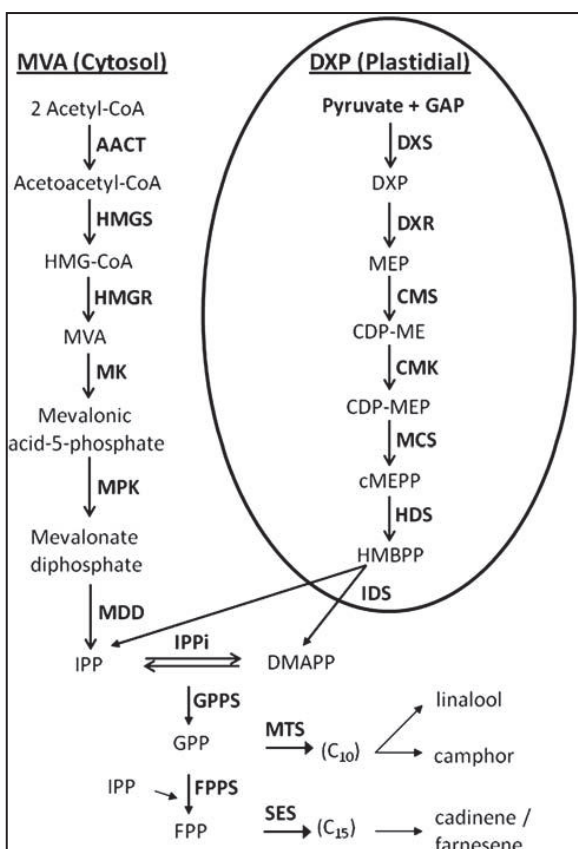 MVA (Cytosol)
2 Acetyl-CoA
AACT
Acetoacetyl-CoA
HMGS
HMG-CoA
HMGR
MVA
MK
Mevalonic
acid-5-phosphate
MPK
Mevalonate
diphosphate
MDD
IPP
DXP (Plastidial)
Pyruvate + GAP
DXS
DXP
DXR
MEP
CMS
CDP-ME
CMK
CDP-MEP
MCS
cMEPP
HDS
HMBPP
IDS
IPPi
DMAPP
GPPS
GPP
MTS
(C10)
linalool
camphor
IPP
FPPS
FPP
SES
(C15)
cadinene /
farnesene